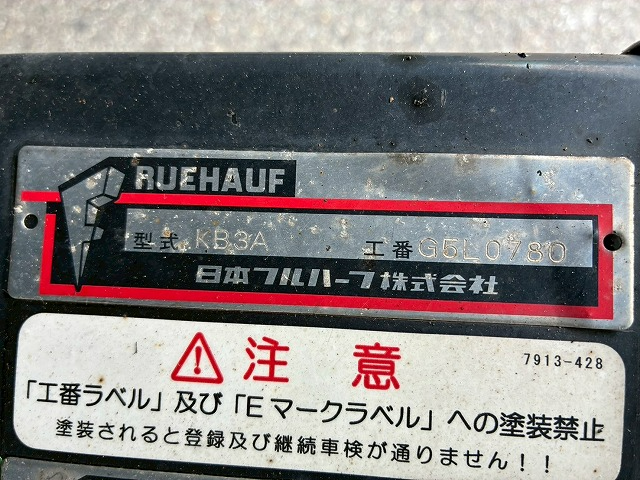 FRUEHAUF
型式 KB3A 工番 G5L0780
日本フルハーフ株式会社
⚠注意 7913-428
「工番ラベル」及び「Eマークラベル」への塗装禁止
塗装されると登録及び継続車検が通りません!!